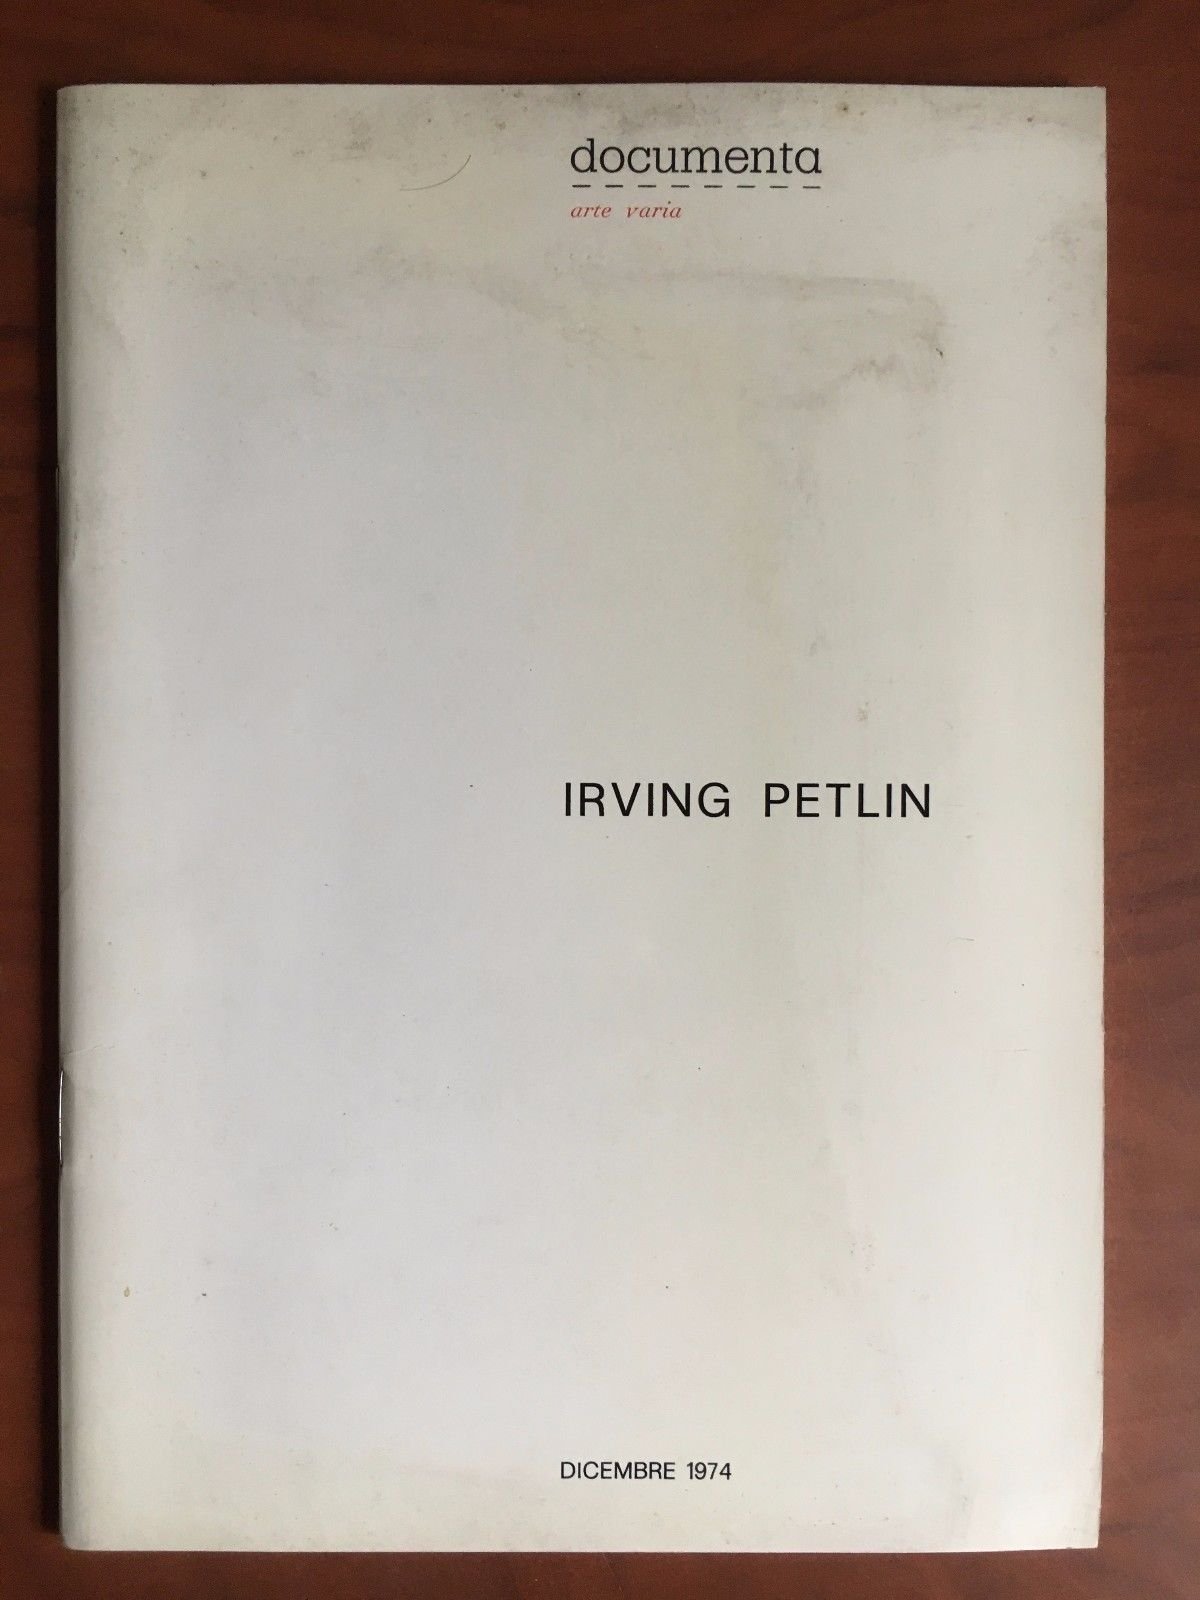 documenta
arte varia
IRVING PETLIN
DICEMBRE 1974